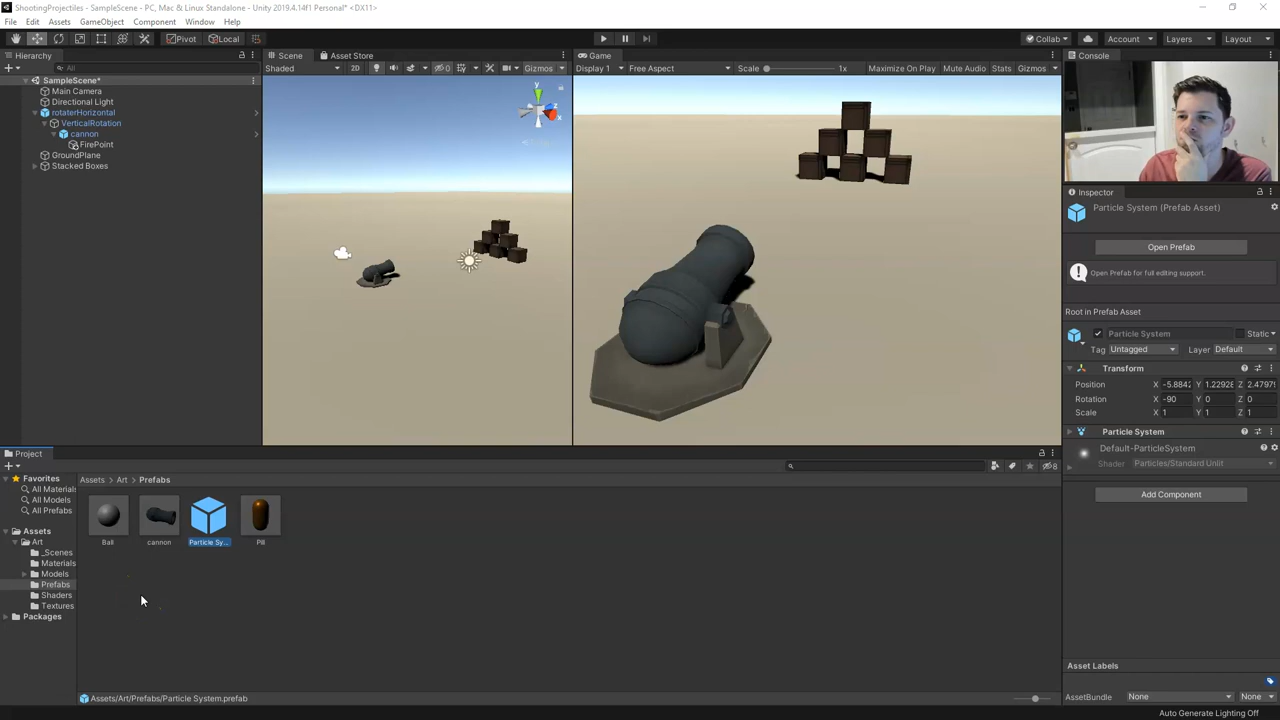 ShootingProjectiles - SampleScene - PC, Mac & Linux Standalone - Unity 2019.4.14f1 Personal* <DX11>
File Edit Assets GameObject Component Window Help
Pivot Local Collab Account Layers Layout
Hierarchy Scene Asset Store Game Console
All Shaded 2D 0 Gizmos Display 1 Free Aspect Scale 1x Maximize On Play Mute Audio Stats Gizmos
SampleScene*
Main Camera
Directional Light
rotaterHorizontal
VerticalRotation
cannon
FirePoint
GroundPlane
Stacked Boxes
y
x
Inspector
Particle System (Prefab Asset)
Open Prefab
Open Prefab for full editing support.
Root in Prefab Asset
Particle System Static
Tag Untagged Layer Default
Transform
Position X -5.8842 Y 1.22928 Z 2.4797
Rotation X -90 Y 0 Z 0
Scale X 1 Y 1 Z 1
Particle System
Default-ParticleSystem
Shader Particles/Standard Unlit
Add Component
Project
8
Favorites
All Materials
All Models
All Prefabs
Assets
Art
_Scenes
Materials
Models
Prefabs
Shaders
Textures
Packages
Assets > Art > Prefabs
Ball cannon Particle Sy... Pill
Assets/Art/Prefabs/Particle System.prefab
Asset Labels
AssetBundle None None
Auto Generate Lighting Off